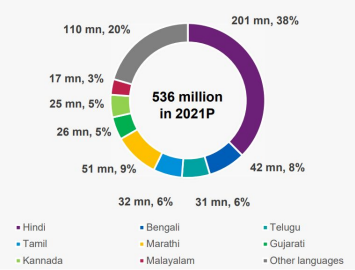 110 mn, 20%
201 mn, 38%
17 mn, 3%
25 mn, 5%
26 mn, 5%
536 million
in 2021P
51 mn, 9%
42 mn, 8%
32 mn, 6%
31 mn, 6%
Hindi Bengali Telugu
Tamil Marathi Gujarati
Kannada Malayalam Other languages